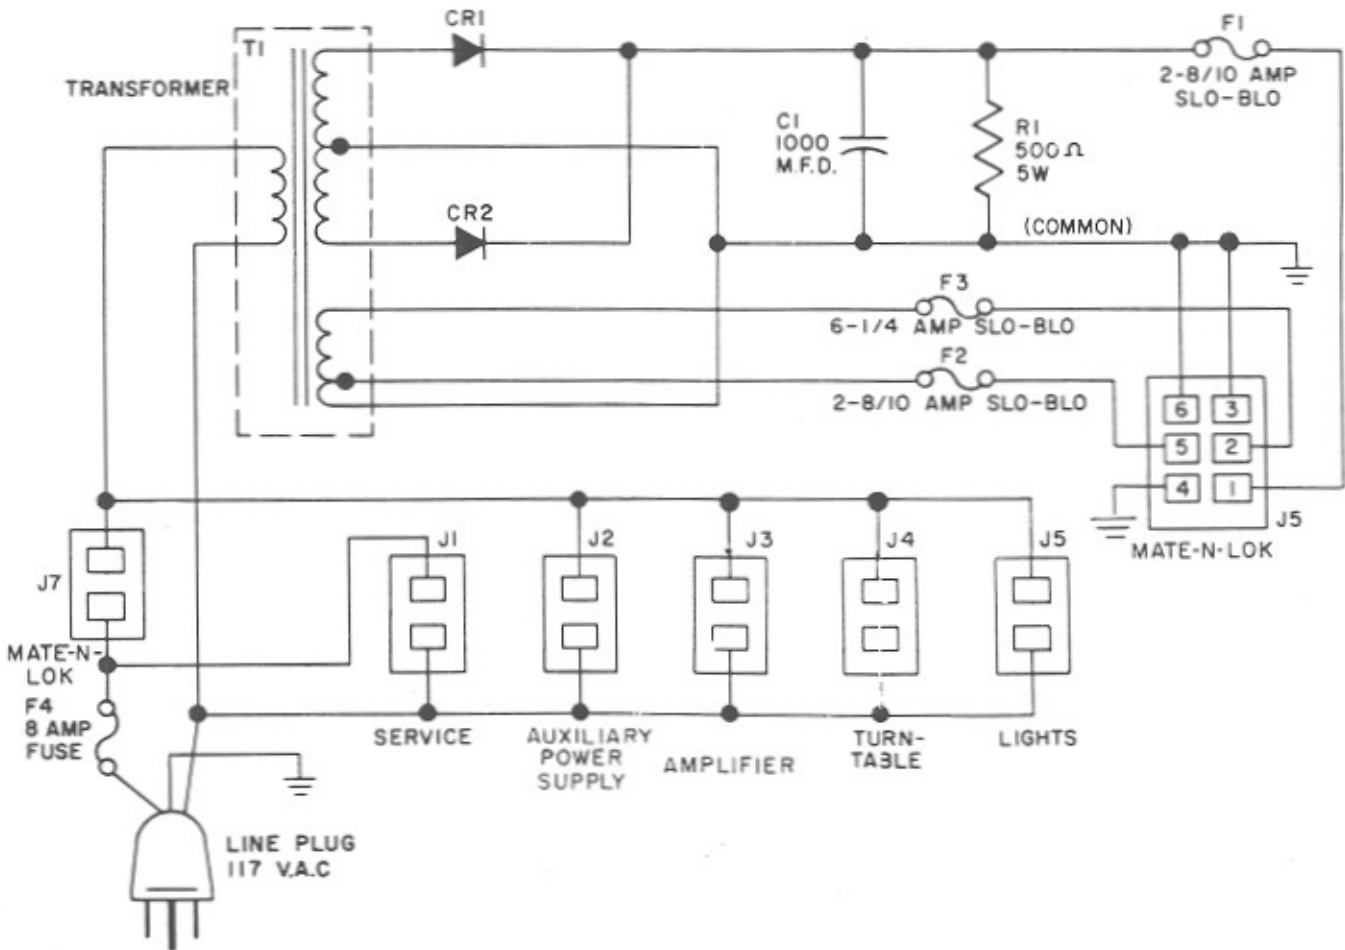 CR1
F1
T1
2-8/10 AMP
SLO-BLO
TRANSFORMER
C1
1000
M.F.D.
R1
500Ω
5W
CR2
(COMMON)
F3
6-1/4 AMP SLO-BLO
F2
2-8/10 AMP SLO-BLO
6
3
5
2
4
1
J5
MATE-N-LOK
J7
J1
J2
J3
J4
J5
MATE-N-
LOK
F4
8 AMP
FUSE
SERVICE
AUXILIARY
POWER
SUPPLY
AMPLIFIER
TURN-
TABLE
LIGHTS
LINE PLUG
117 V.A.C